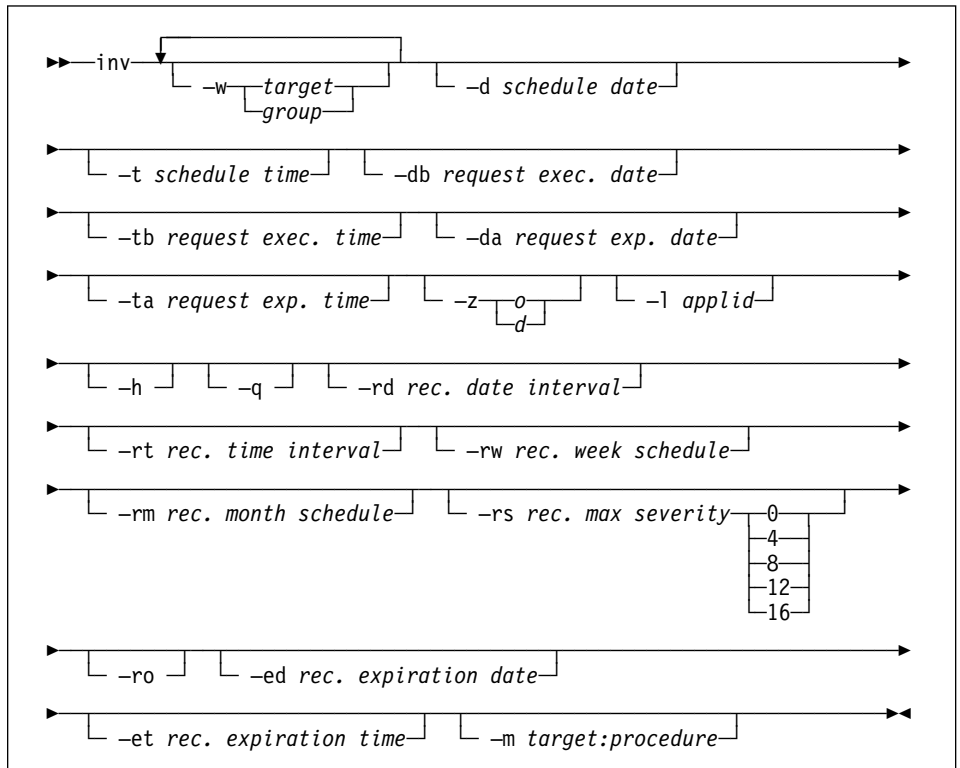 inv
–w target –d schedule date
group
–t schedule time –db request exec. date
–tb request exec. time –da request exp. date
–ta request exp. time –z o –l applid
d
–h –q –rd rec. date interval
–rt rec. time interval –rw rec. week schedule
–rm rec. month schedule –rs rec. max severity 0
4
8
12
16
–ro –ed rec. expiration date
–et rec. expiration time –m target:procedure